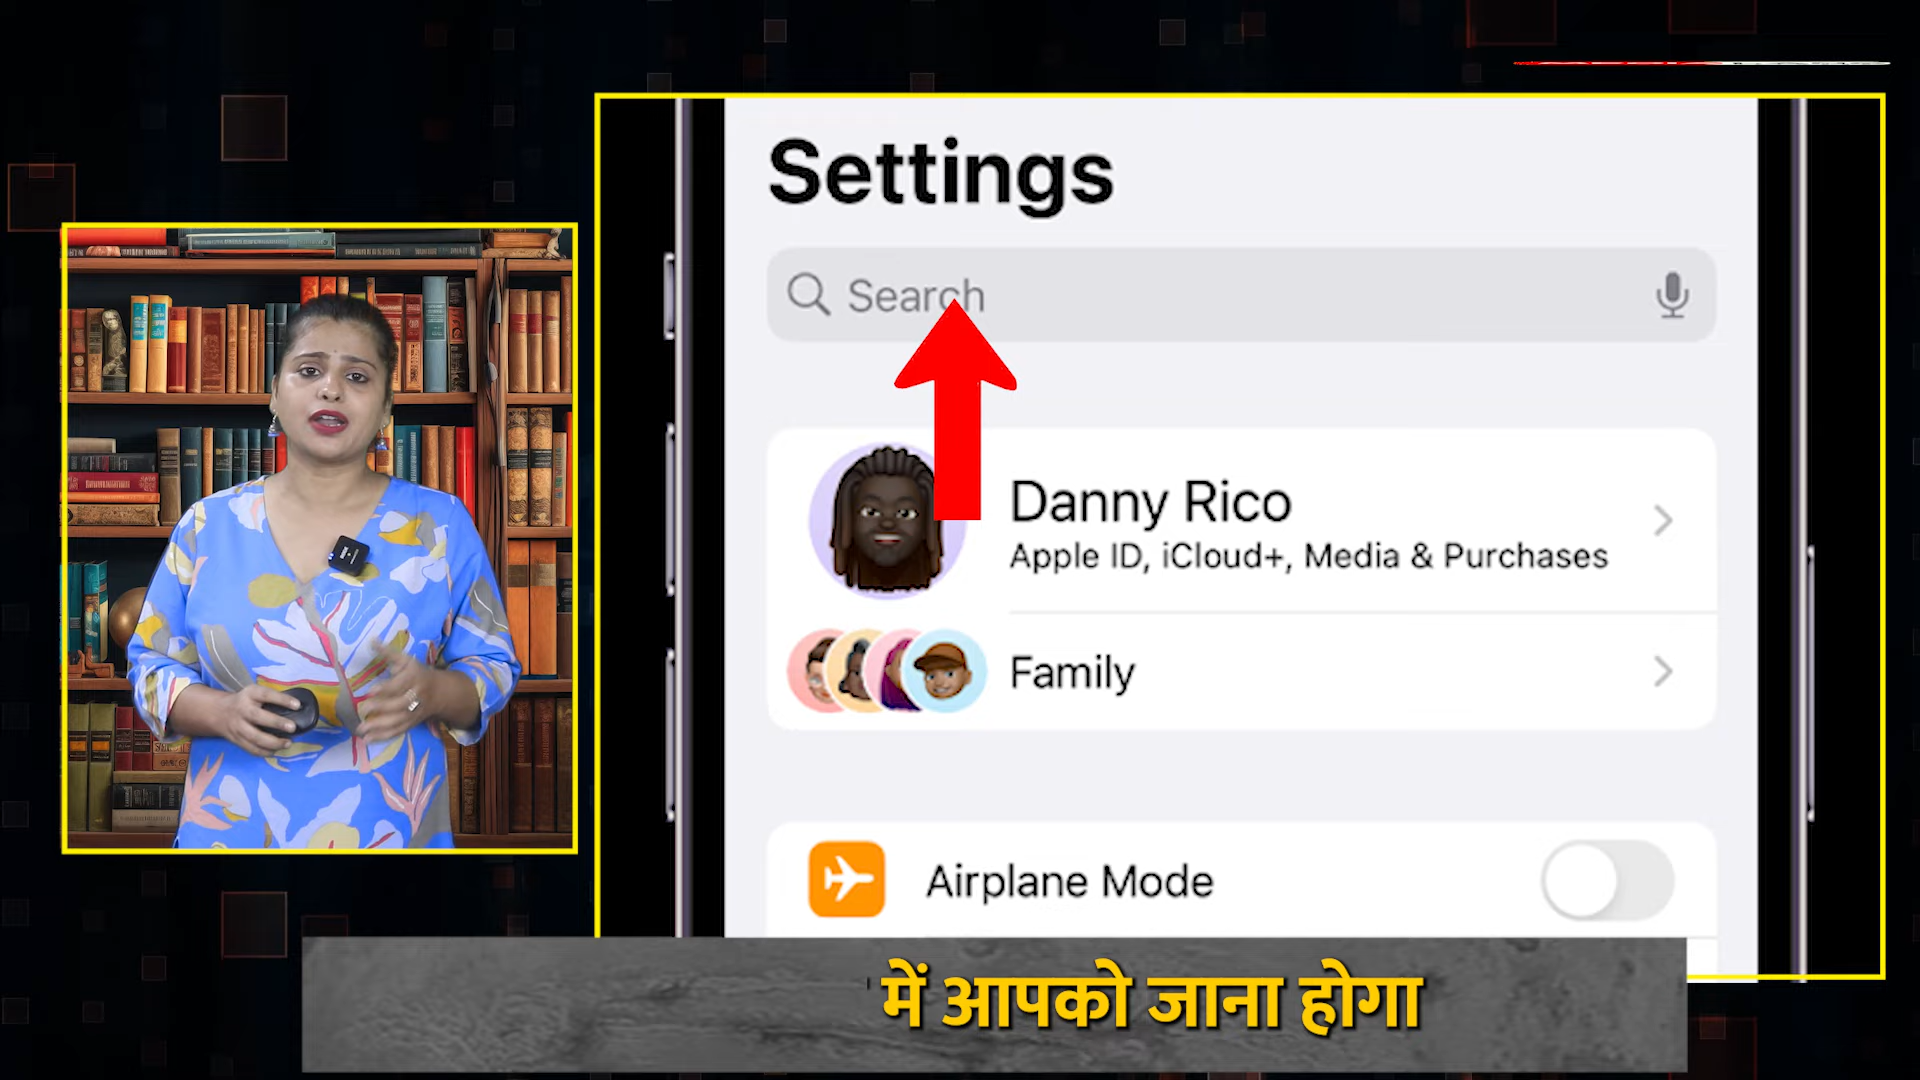 Settings
Search
Danny Rico
Apple ID, iCloud+, Media & Purchases
Family
Airplane Mode
में आपको जाना होगा